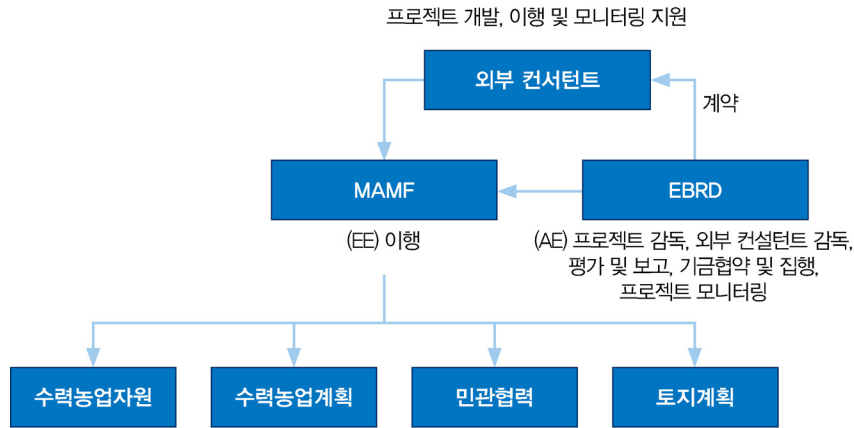 프로젝트 개발, 이행 및 모니터링 지원
외부 컨서턴트
계약
MAMF
EBRD
(EE) 이행
(AE) 프로젝트 감독, 외부 컨설턴트 감독,
평가 및 보고, 기금협약 및 집행,
프로젝트 모니터링
수력농업자원
수력농업계획
민관협력
토지계획